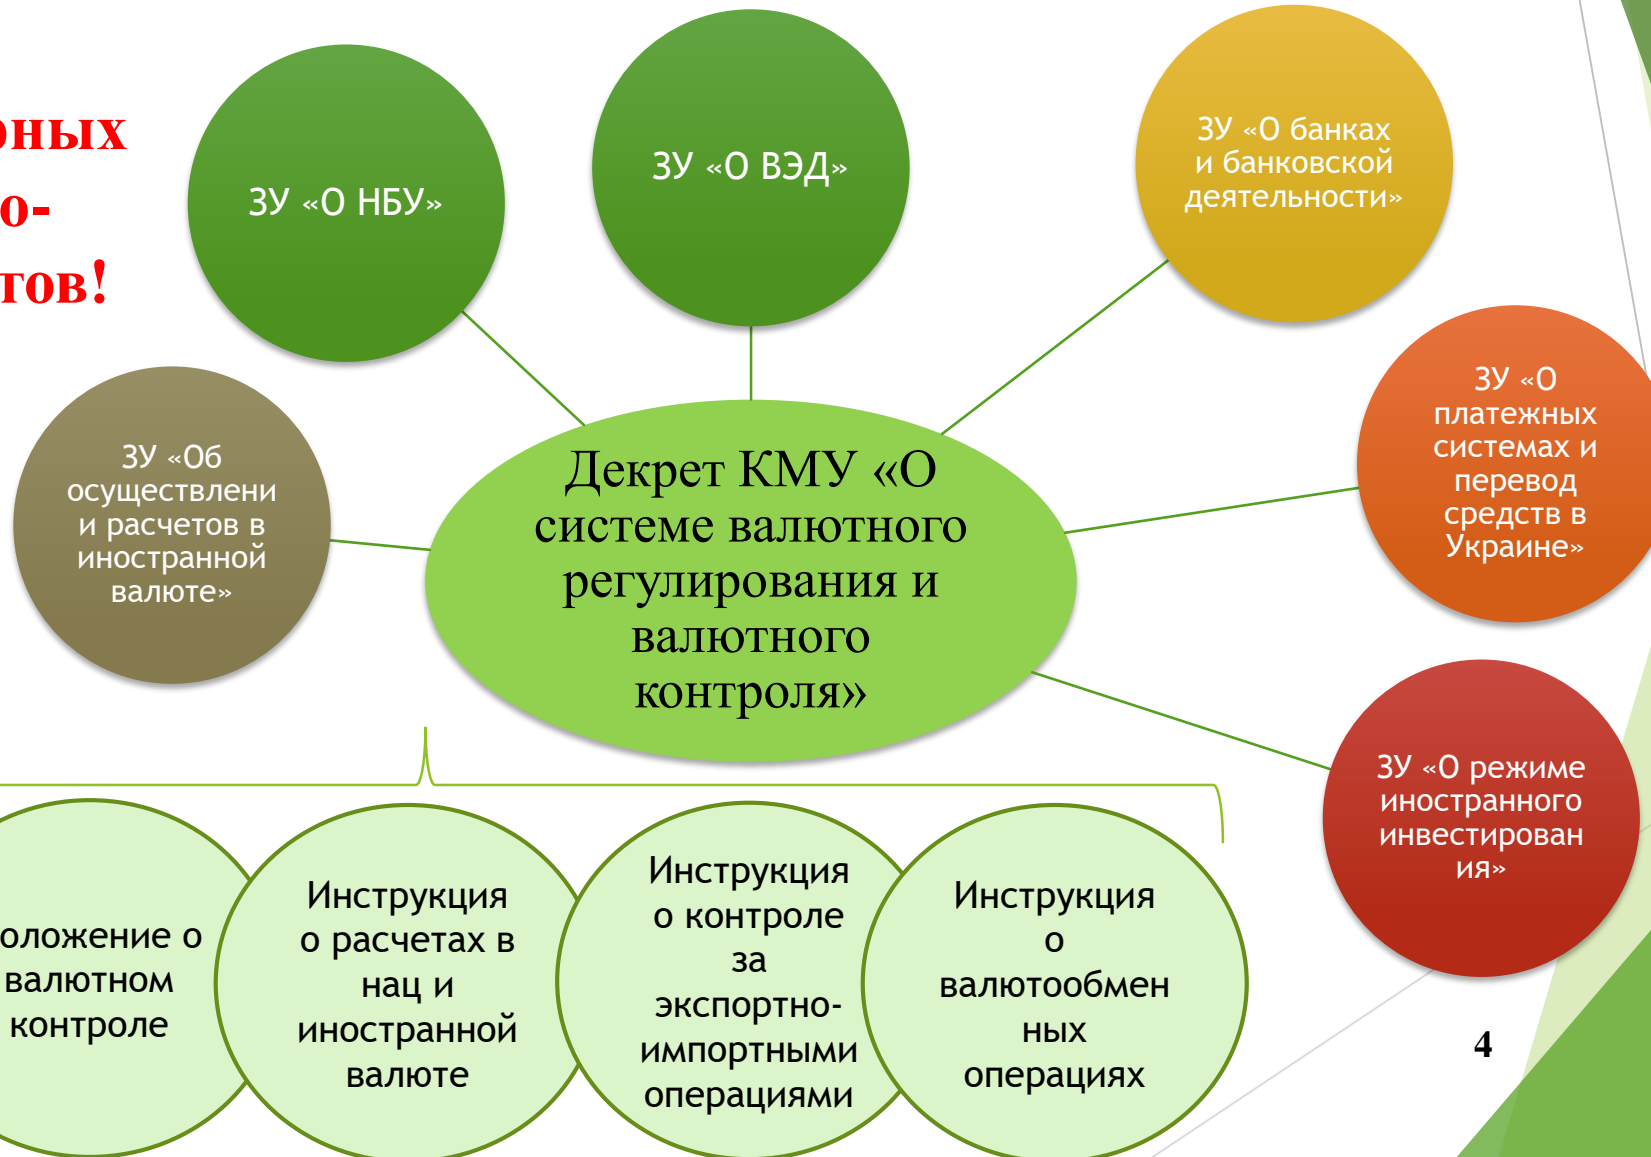 рных
о-
тов!
ЗУ «О НБУ»
ЗУ «О ВЭД»
ЗУ «О банках
и банковской
деятельности»
ЗУ «О
платежных
системах и
перевод
средств в
Украине»
ЗУ «О режиме
иностранного
инвестирован
ия»
ЗУ «Об
осуществлени
и расчетов в
иностранной
валюте»
Декрет КМУ «О
системе валютного
регулирования и
валютного
контроля»
оложение о
валютном
контроле
Инструкция
о расчетах в
нац и
иностранной
валюте
Инструкция
о контроле
за
экспортно-
импортными
операциями
Инструкция
о
валютообмен
ных
операциях
4